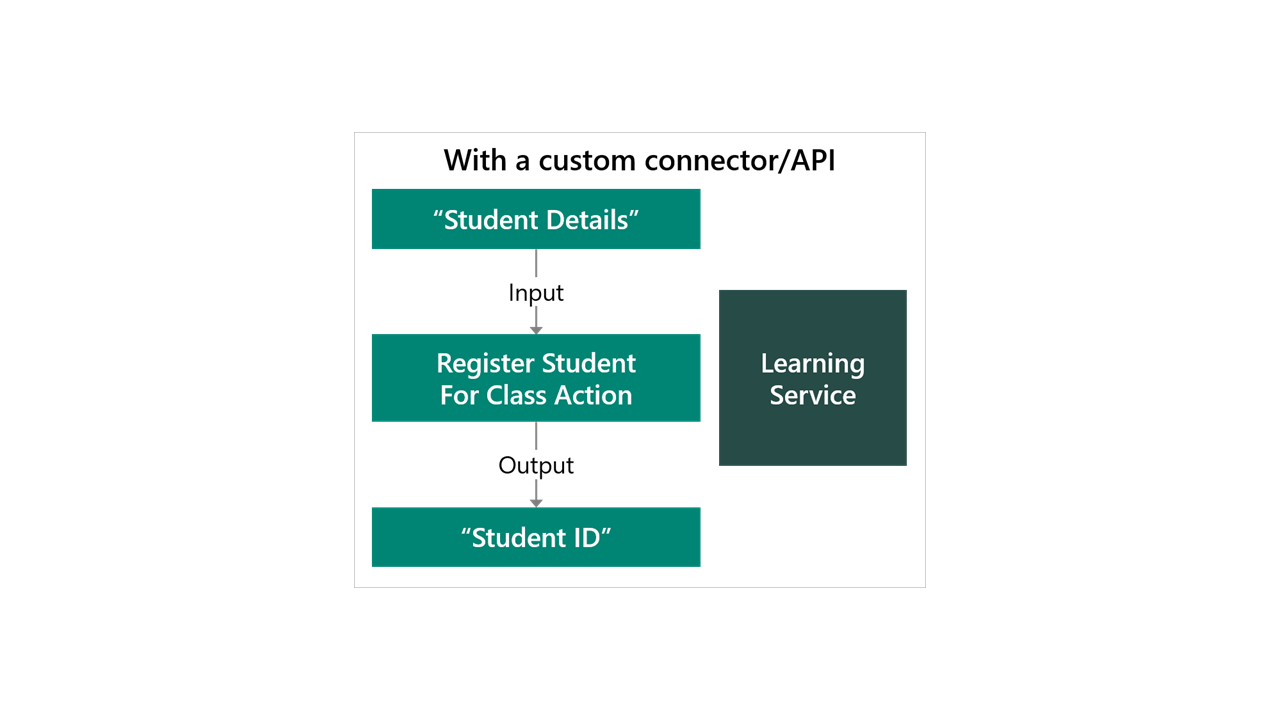 With a custom connector/API
“Student Details”
Input
Register Student
For Class Action
Learning
Service
Output
“Student ID”